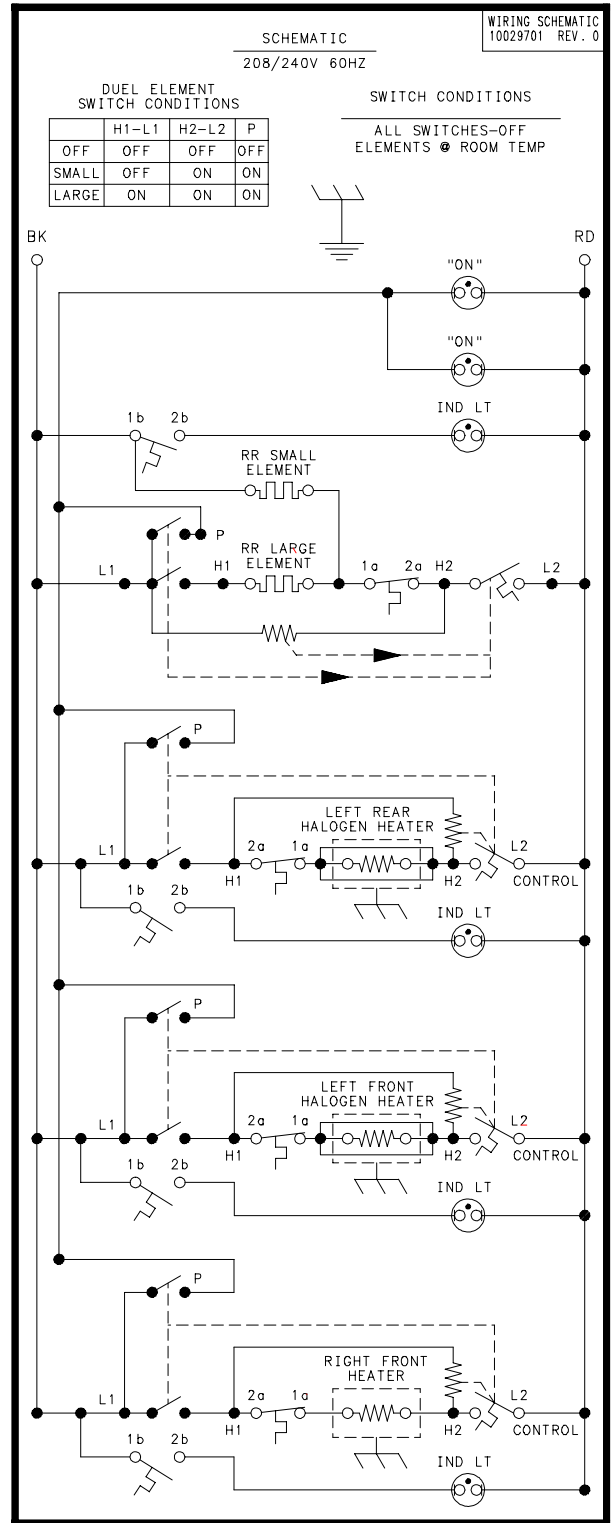 WIRING SCHEMATIC
10029701 REV. 0
SCHEMATIC
208/240V 60HZ
DUEL ELEMENT
SWITCH CONDITIONS
H1-L1 H2-L2 P
OFF OFF OFF OFF
SMALL OFF ON ON
LARGE ON ON ON
SWITCH CONDITIONS
ALL SWITCHES-OFF
ELEMENTS @ ROOM TEMP
BK
RD
"ON"
"ON"
IND LT
1b 2b
RR SMALL
ELEMENT
P
RR LARGE
ELEMENT
L1 H1 1a 2a H2 L2
P
LEFT REAR
HALOGEN HEATER
L1 2a 1a L2
H1 H2 CONTROL
1b 2b
IND LT
P
LEFT FRONT
HALOGEN HEATER
L1 2a 1a L2
H1 H2 CONTROL
1b 2b
IND LT
P
RIGHT FRONT
HEATER
L1 2a 1a L2
H1 H2 CONTROL
1b 2b
IND LT